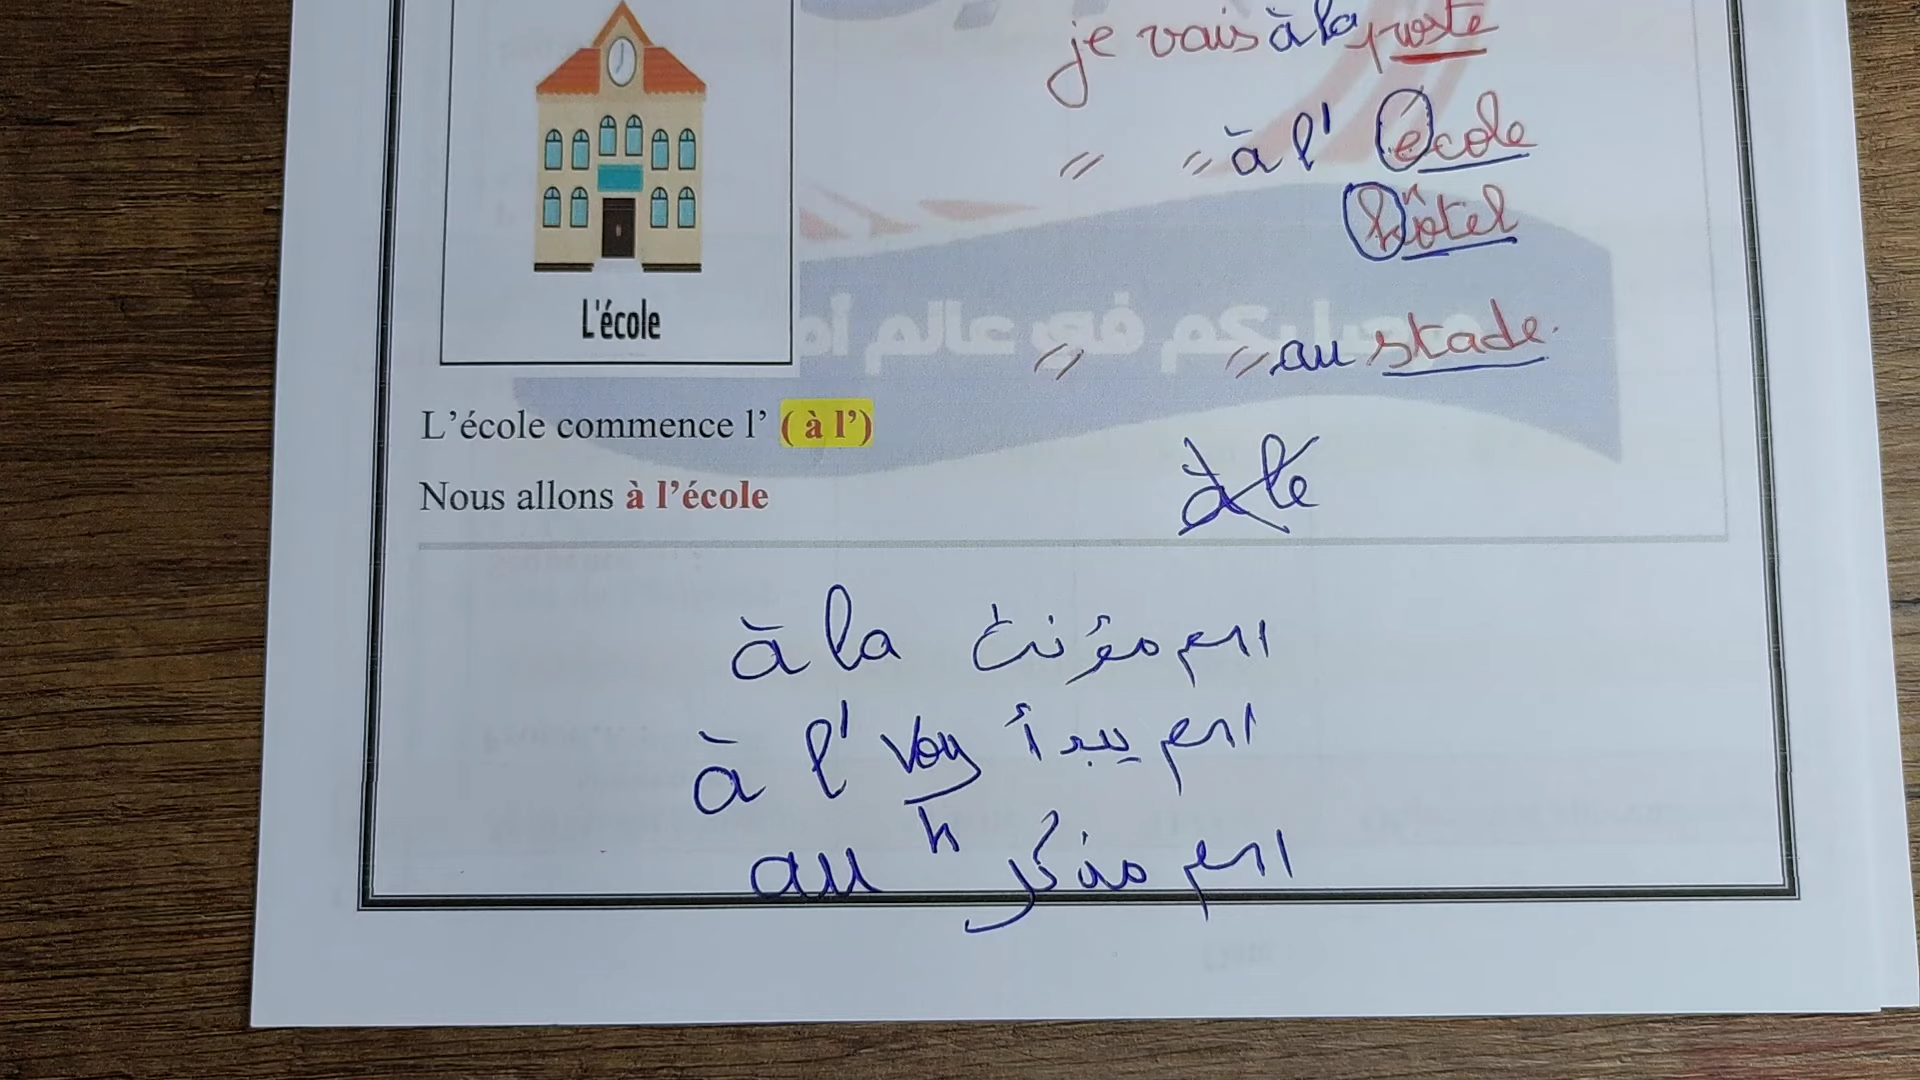 je vais à la poste
" " à l' école
hôtel
L'école
" " au stade.
L'école commence l' ( à l')
à le
Nous allons à l'école
à la اسم مؤنث
à l' voy اسم يبدأ
h
au اسم مذكر